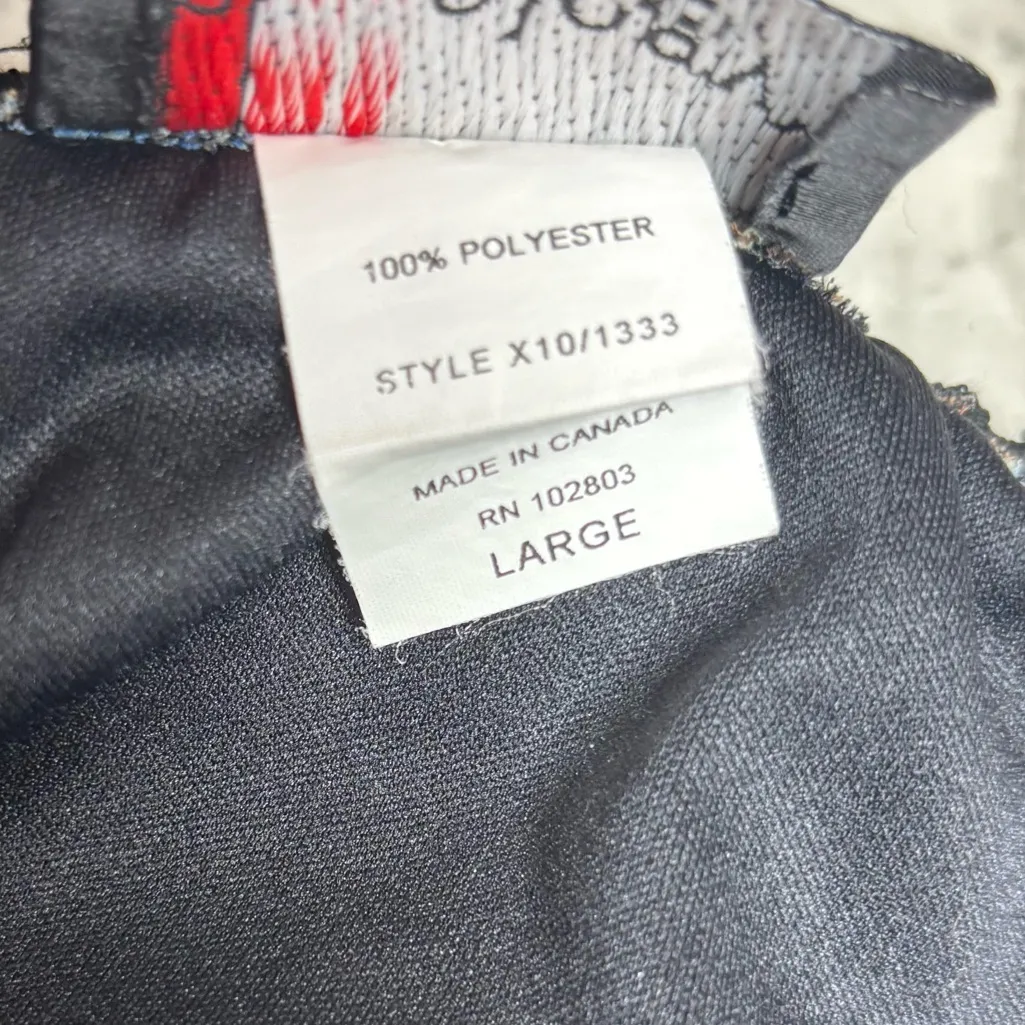 100% POLYESTER
STYLE X10/1333
MADE IN CANADA
RN 102803
LARGE